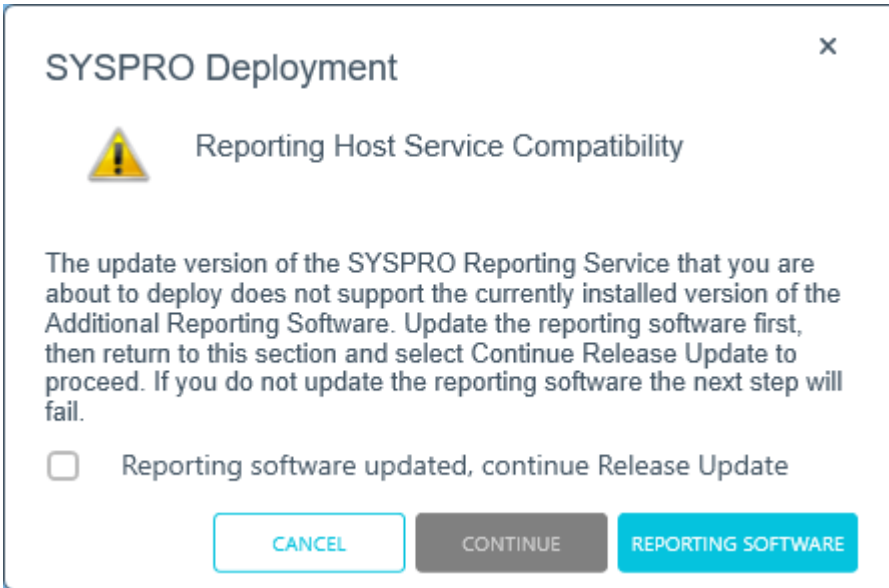 SYSPRO Deployment
Reporting Host Service Compatibility
The update version of the SYSPRO Reporting Service that you are
about to deploy does not support the currently installed version of the
Additional Reporting Software. Update the reporting software first,
then return to this section and select Continue Release Update to
proceed. If you do not update the reporting software the next step will
fail.
Reporting software updated, continue Release Update
CANCEL
CONTINUE
REPORTING SOFTWARE